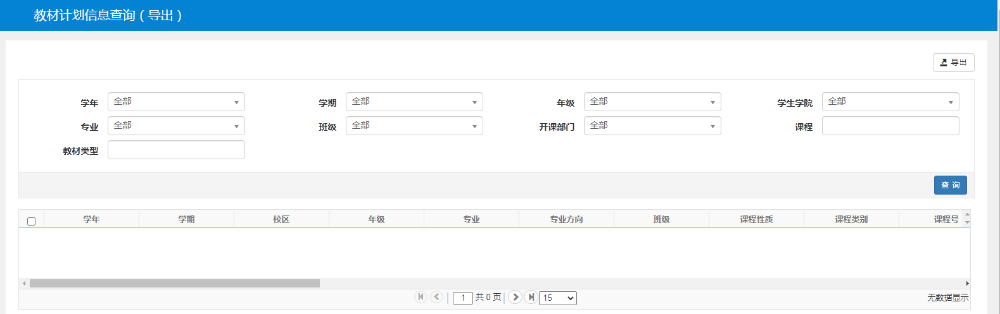 教材计划信息查询（导出）
导出
学年 全部 学期 全部 年级 全部 学生学院 全部
专业 全部 班级 全部 开课部门 全部 课程
教材类型
查 询
学年 学期 校区 年级 专业 专业方向 班级 课程性质 课程类别 课程号
1 共 0 页 15 无数据显示